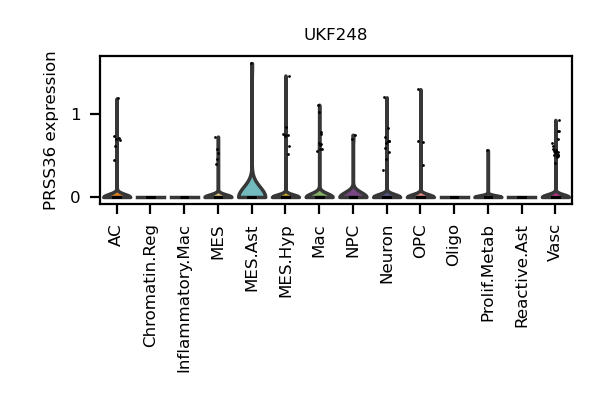 UKF248
PRSS36 expression
1
0
AC
Chromatin.Reg
Inflammatory.Mac
MES
MES.Ast
MES.Hyp
Mac
NPC
Neuron
OPC
Oligo
Prolif.Metab
Reactive.Ast
Vasc